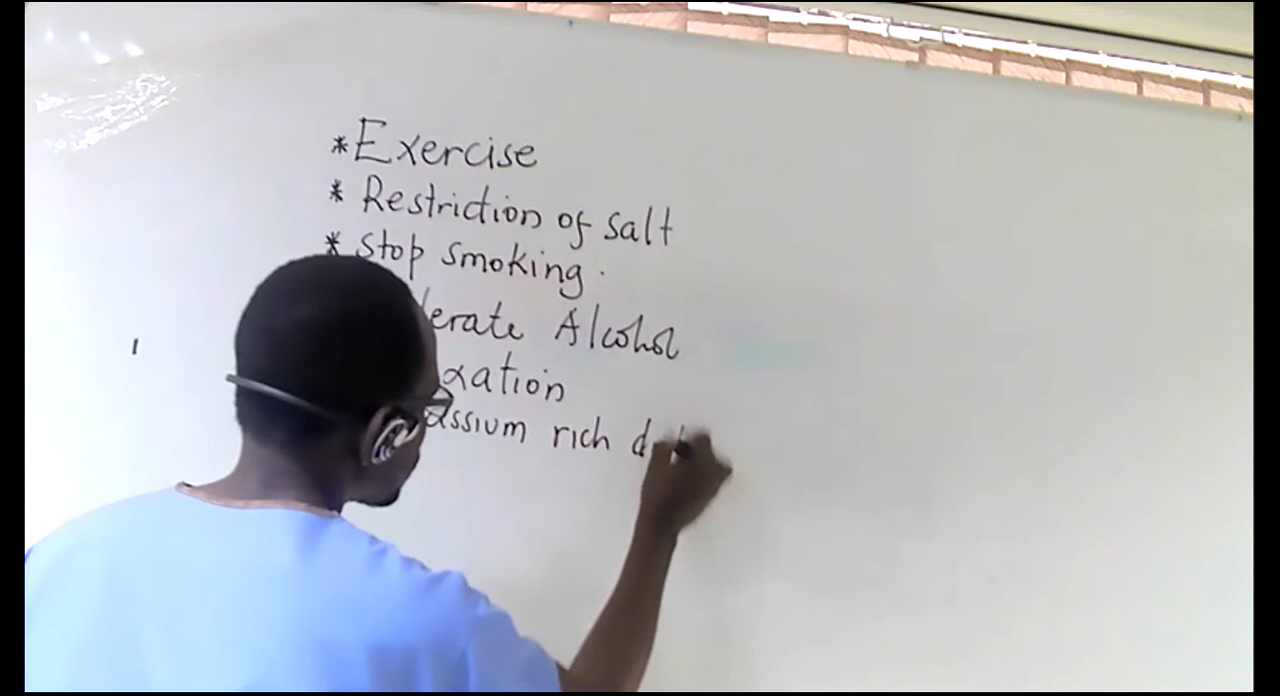 *Exercise
* Restriction of salt
* Stop smoking.
Alcohol
rich